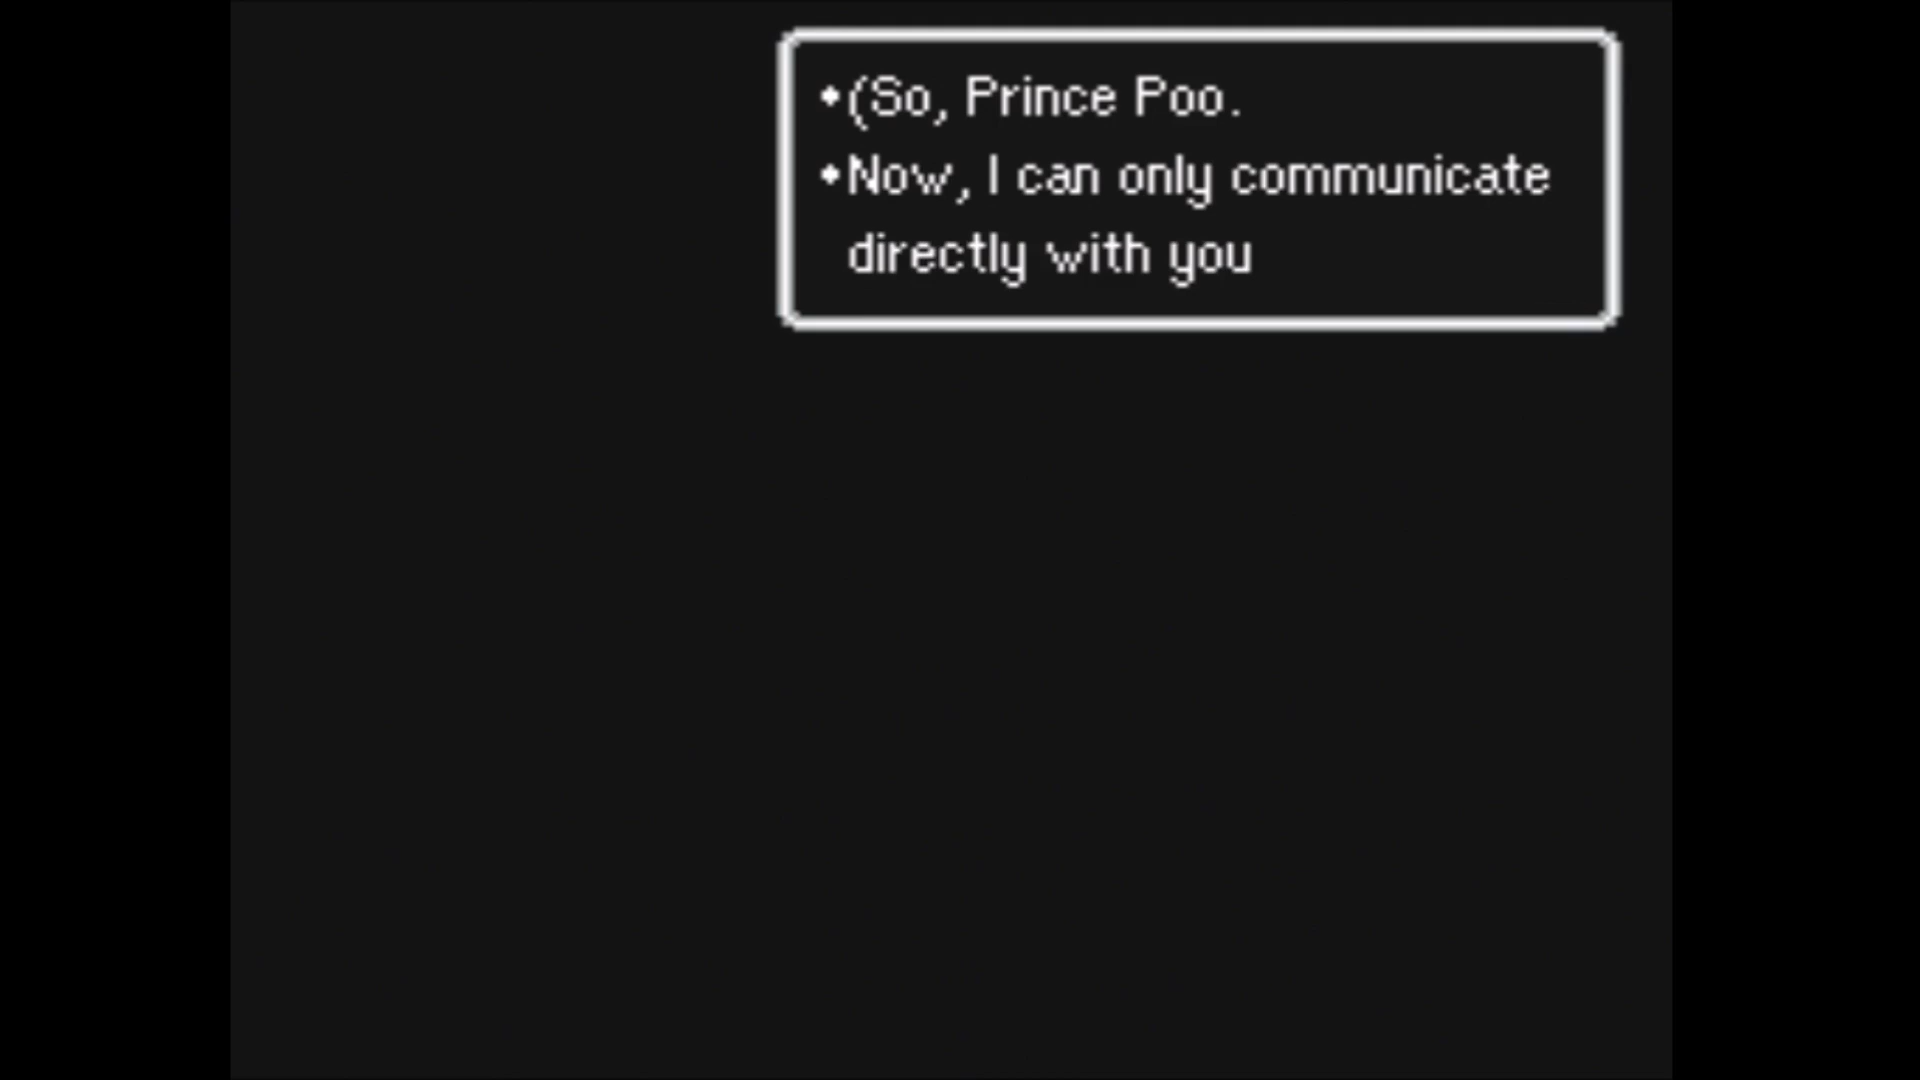 •(So, Prince Poo.
•Now, I can only communicate
directly with you